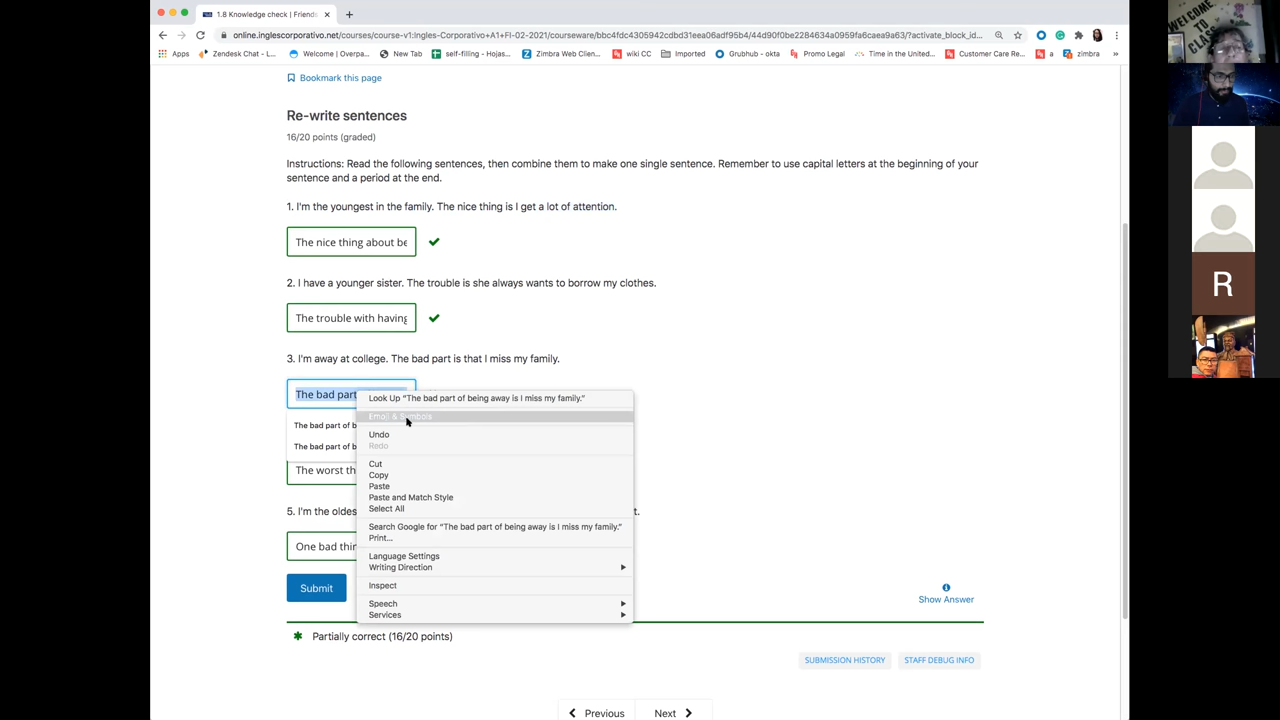 1.8 Knowledge check | Friends
online.inglescorporativo.net/courses/course-v1:Ingles-Corporativo+A1+FI-02-2021/courseware/bbc4fdc4305942cdbd31eea06adf95b4/44d90f0be2284634a0959fa6caea9a63/?activate_block_id...
Apps Zendesk Chat - L... Welcome | Overpa... New Tab self-filling - Hojas... Zimbra Web Clien... wiki CC Imported Grubhub - okta Promo Legal Time in the United... Customer Care Re... a zimbra »
WELCOME TO CLASS
Bookmark this page
Re-write sentences
16/20 points (graded)
Instructions: Read the following sentences, then combine them to make one single sentence. Remember to use capital letters at the beginning of your
sentence and a period at the end.
1. I'm the youngest in the family. The nice thing is I get a lot of attention.
The nice thing about be
2. I have a younger sister. The trouble is she always wants to borrow my clothes.
The trouble with having
3. I'm away at college. The bad part is that I miss my family.
The bad part
Look Up “The bad part of being away is I miss my family.”
Emoji & Symbols
The bad part of b
Undo
Redo
The bad part of b
Cut
The worst th
Copy
Paste
Paste and Match Style
Select All
5. I'm the oldes
t.
Search Google for “The bad part of being away is I miss my family.”
Print...
One bad thin
Language Settings
Writing Direction
Inspect
Submit
Speech
Services
Show Answer
Partially correct (16/20 points)
SUBMISSION HISTORY STAFF DEBUG INFO
Previous Next
R